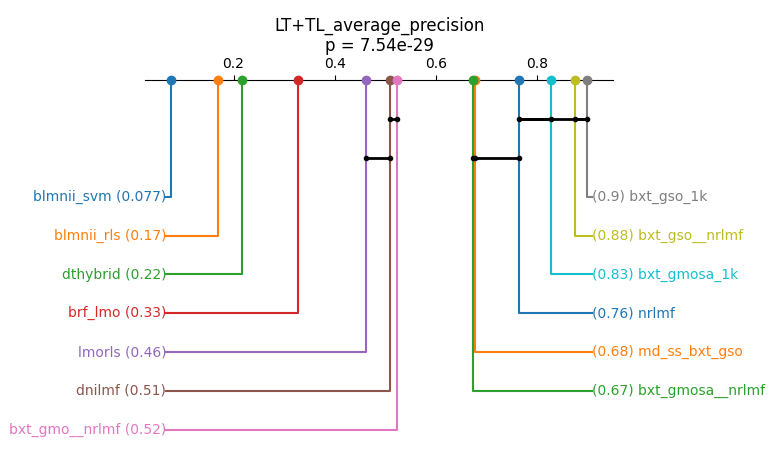 LT+TL_average_precision
p = 7.54e-29
0.2 0.4 0.6 0.8
blmnii_svm (0.077) (0.9) bxt_gso_1k
blmnii_rls (0.17) (0.88) bxt_gso__nrlmf
dthybrid (0.22) (0.83) bxt_gmosa_1k
brf_lmo (0.33) (0.76) nrlmf
lmorls (0.46) (0.68) md_ss_bxt_gso
dnilmf (0.51) (0.67) bxt_gmosa__nrlmf
bxt_gmo__nrlmf (0.52)